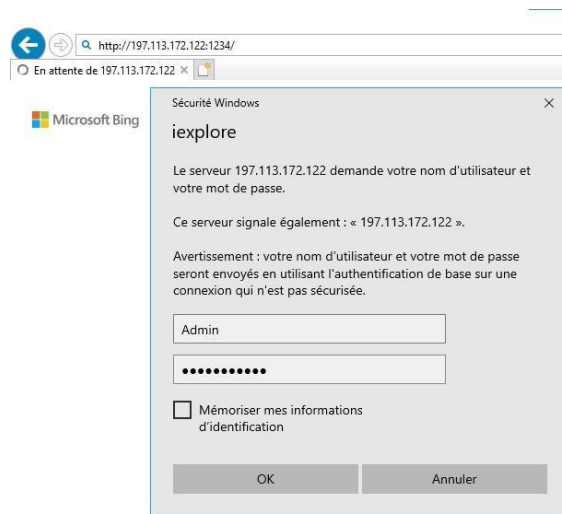 http://197.113.172.122:1234/
En attente de 197.113.172.122
Microsoft Bing
Sécurité Windows
iexplore
Le serveur 197.113.172.122 demande votre nom d'utilisateur et
votre mot de passe.
Ce serveur signale également : « 197.113.172.122 ».
Avertissement : votre nom d'utilisateur et votre mot de passe
seront envoyés en utilisant l'authentification de base sur une
connexion qui n'est pas sécurisée.
Admin
●●●●●●●●●●●
Mémoriser mes informations
d'identification
OK
Annuler